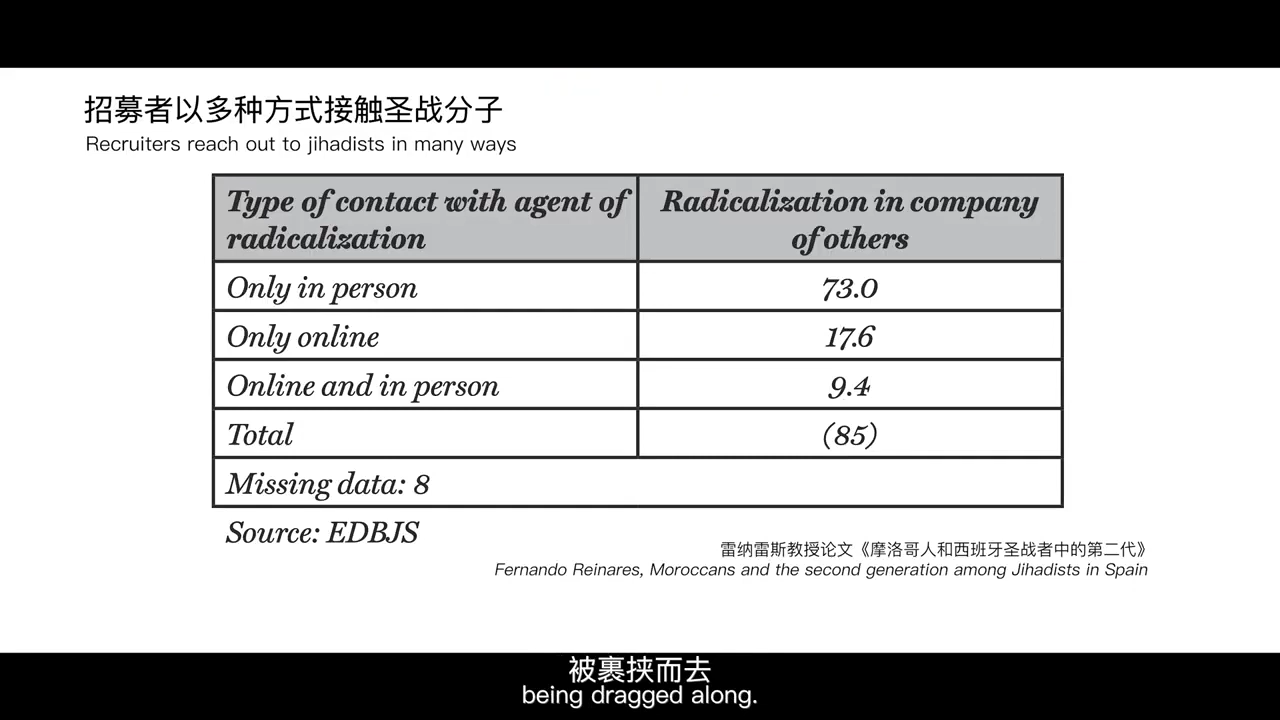 招募者以多种方式接触圣战分子
Recruiters reach out to jihadists in many ways
Type of contact with agent of radicalization
Radicalization in company of others
Only in person 73.0
Only online 17.6
Online and in person 9.4
Total (85)
Missing data: 8
Source: EDBJS
雷纳雷斯教授论文《摩洛哥人和西班牙圣战者中的第二代》
Fernando Reinares, Moroccans and the second generation among Jihadists in Spain
被裹挟而去
being dragged along.